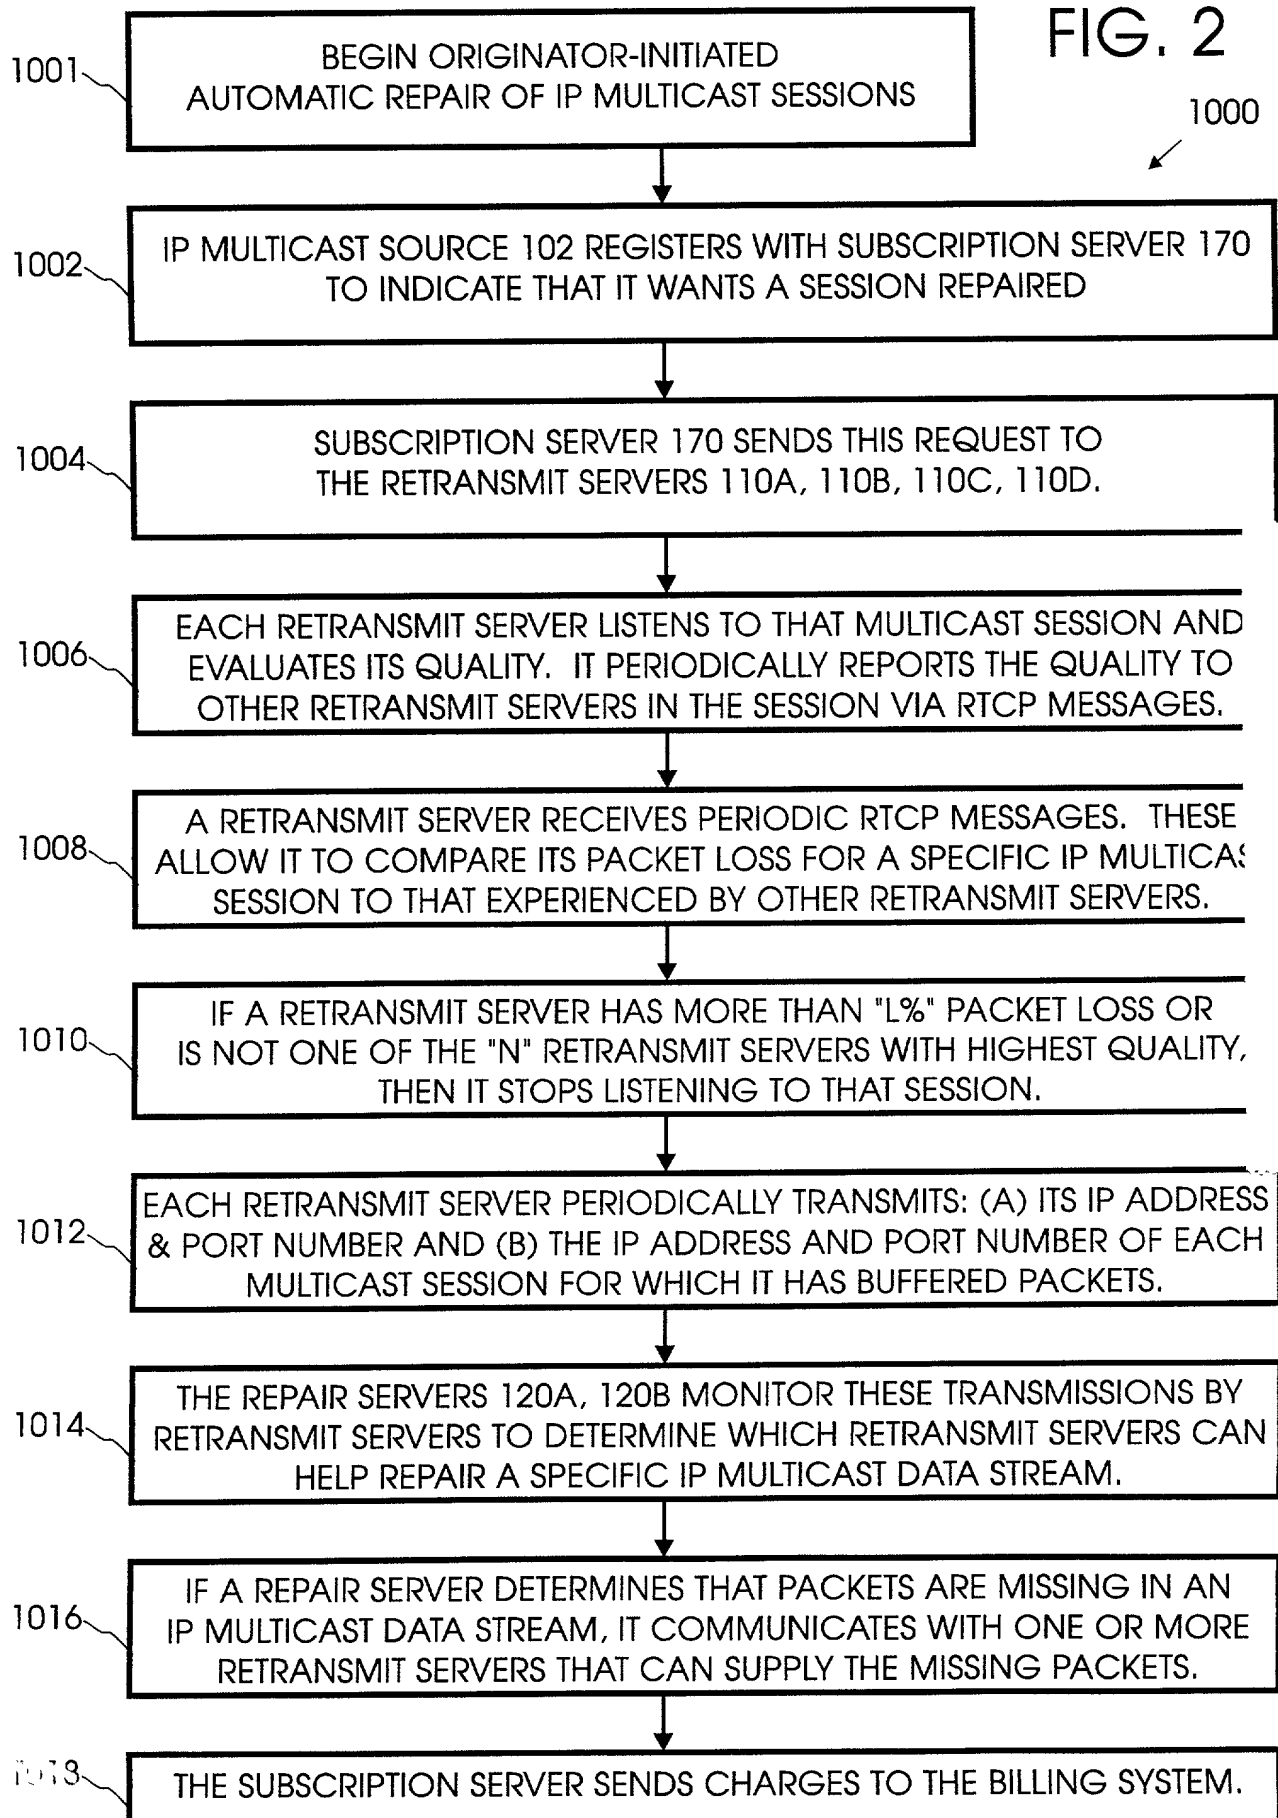 FIG. 2
1000
1001
BEGIN ORIGINATOR-INITIATED
AUTOMATIC REPAIR OF IP MULTICAST SESSIONS
1002
IP MULTICAST SOURCE 102 REGISTERS WITH SUBSCRIPTION SERVER 170
TO INDICATE THAT IT WANTS A SESSION REPAIRED
1004
SUBSCRIPTION SERVER 170 SENDS THIS REQUEST TO
THE RETRANSMIT SERVERS 110A, 110B, 110C, 110D.
1006
EACH RETRANSMIT SERVER LISTENS TO THAT MULTICAST SESSION AND
EVALUATES ITS QUALITY. IT PERIODICALLY REPORTS THE QUALITY TO
OTHER RETRANSMIT SERVERS IN THE SESSION VIA RTCP MESSAGES.
1008
A RETRANSMIT SERVER RECEIVES PERIODIC RTCP MESSAGES. THESE
ALLOW IT TO COMPARE ITS PACKET LOSS FOR A SPECIFIC IP MULTICAS
SESSION TO THAT EXPERIENCED BY OTHER RETRANSMIT SERVERS.
1010
IF A RETRANSMIT SERVER HAS MORE THAN "L%" PACKET LOSS OR
IS NOT ONE OF THE "N" RETRANSMIT SERVERS WITH HIGHEST QUALITY,
THEN IT STOPS LISTENING TO THAT SESSION.
1012
EACH RETRANSMIT SERVER PERIODICALLY TRANSMITS: (A) ITS IP ADDRESS
& PORT NUMBER AND (B) THE IP ADDRESS AND PORT NUMBER OF EACH
MULTICAST SESSION FOR WHICH IT HAS BUFFERED PACKETS.
1014
THE REPAIR SERVERS 120A, 120B MONITOR THESE TRANSMISSIONS BY
RETRANSMIT SERVERS TO DETERMINE WHICH RETRANSMIT SERVERS CAN
HELP REPAIR A SPECIFIC IP MULTICAST DATA STREAM.
1016
IF A REPAIR SERVER DETERMINES THAT PACKETS ARE MISSING IN AN
IP MULTICAST DATA STREAM, IT COMMUNICATES WITH ONE OR MORE
RETRANSMIT SERVERS THAT CAN SUPPLY THE MISSING PACKETS.
1018
THE SUBSCRIPTION SERVER SENDS CHARGES TO THE BILLING SYSTEM.